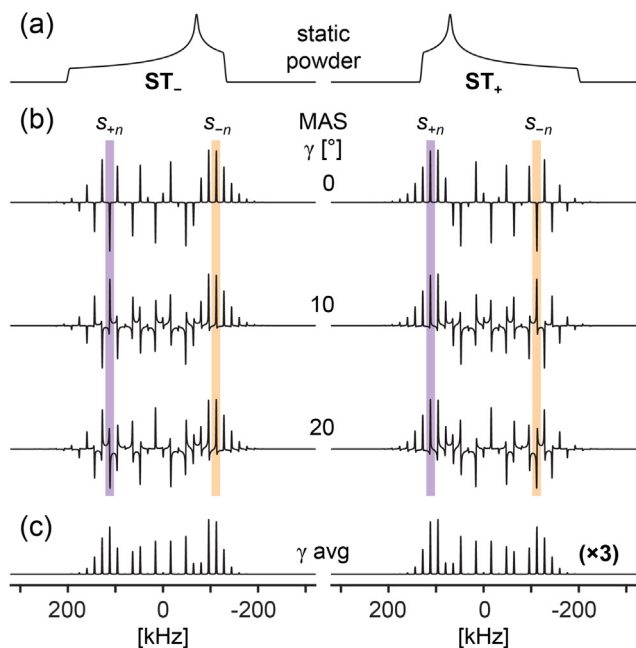 (a)
static
powder
ST₋
ST₊
(b)
s₊ₙ
s₋ₙ
MAS
γ [°]
s₊ₙ
s₋ₙ
0
10
20
(c)
γ avg
(×3)
200 0 -200
200 0 -200
[kHz]
[kHz]